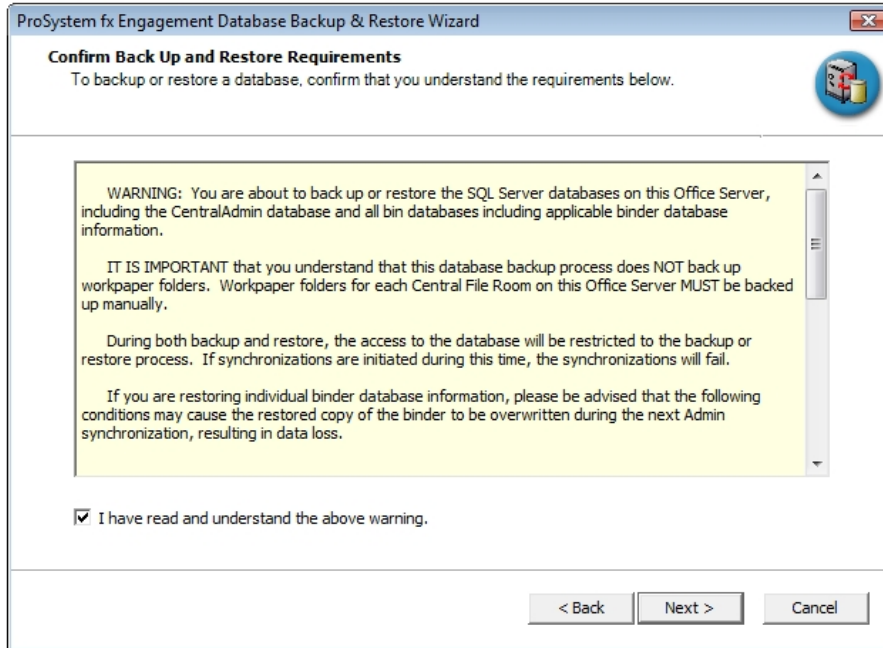 ProSystem fx Engagement Database Backup & Restore Wizard
Confirm Back Up and Restore Requirements
To backup or restore a database, confirm that you understand the requirements below.
WARNING: You are about to back up or restore the SQL Server databases on this Office Server,
including the CentralAdmin database and all bin databases including applicable binder database
information.
IT IS IMPORTANT that you understand that this database backup process does NOT back up
workpaper folders. Workpaper folders for each Central File Room on this Office Server MUST be backed
up manually.
During both backup and restore, the access to the database will be restricted to the backup or
restore process. If synchronizations are initiated during this time, the synchronizations will fail.
If you are restoring individual binder database information, please be advised that the following
conditions may cause the restored copy of the binder to be overwritten during the next Admin
synchronization, resulting in data loss.
I have read and understand the above warning.
< Back Next > Cancel